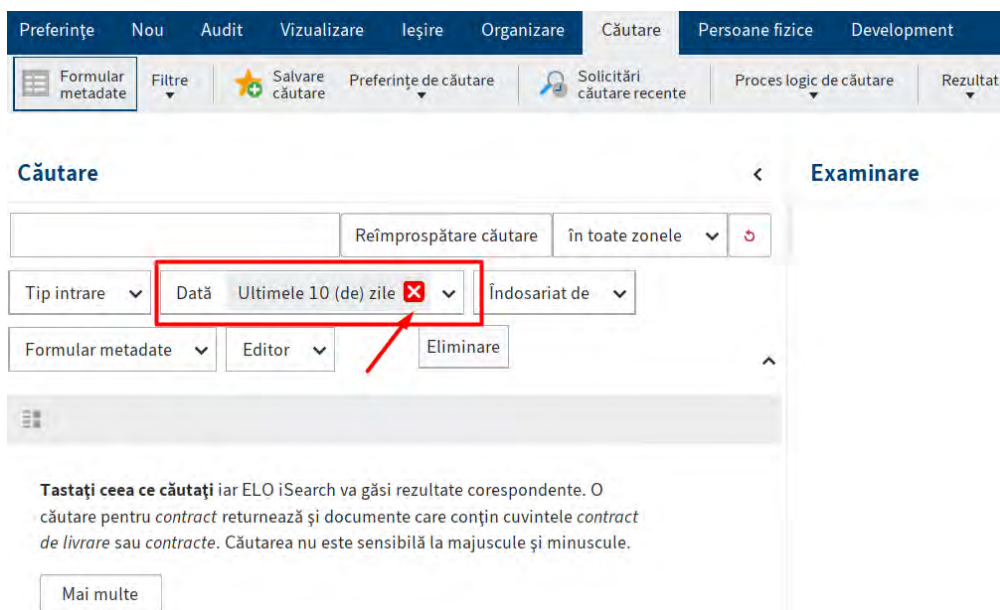 Preferințe Nou Audit Vizualizare Ieșire Organizare Căutare Persoane fizice Development
Formular metadate Filtre Salvare căutare Preferințe de căutare Solicitări căutare recente Proces logic de căutare Rezultat
Căutare Examinare
Reîmprospătare căutare în toate zonele
Tip intrare Dată Ultimele 10 (de) zile Îndosariat de
Formular metadate Editor Eliminare
Tastați ceea ce căutați iar ELO iSearch va găsi rezultate corespondente. O
căutare pentru contract returnează și documente care conțin cuvintele contract
de livrare sau contracte. Căutarea nu este sensibilă la majuscule și minuscule.
Mai multe